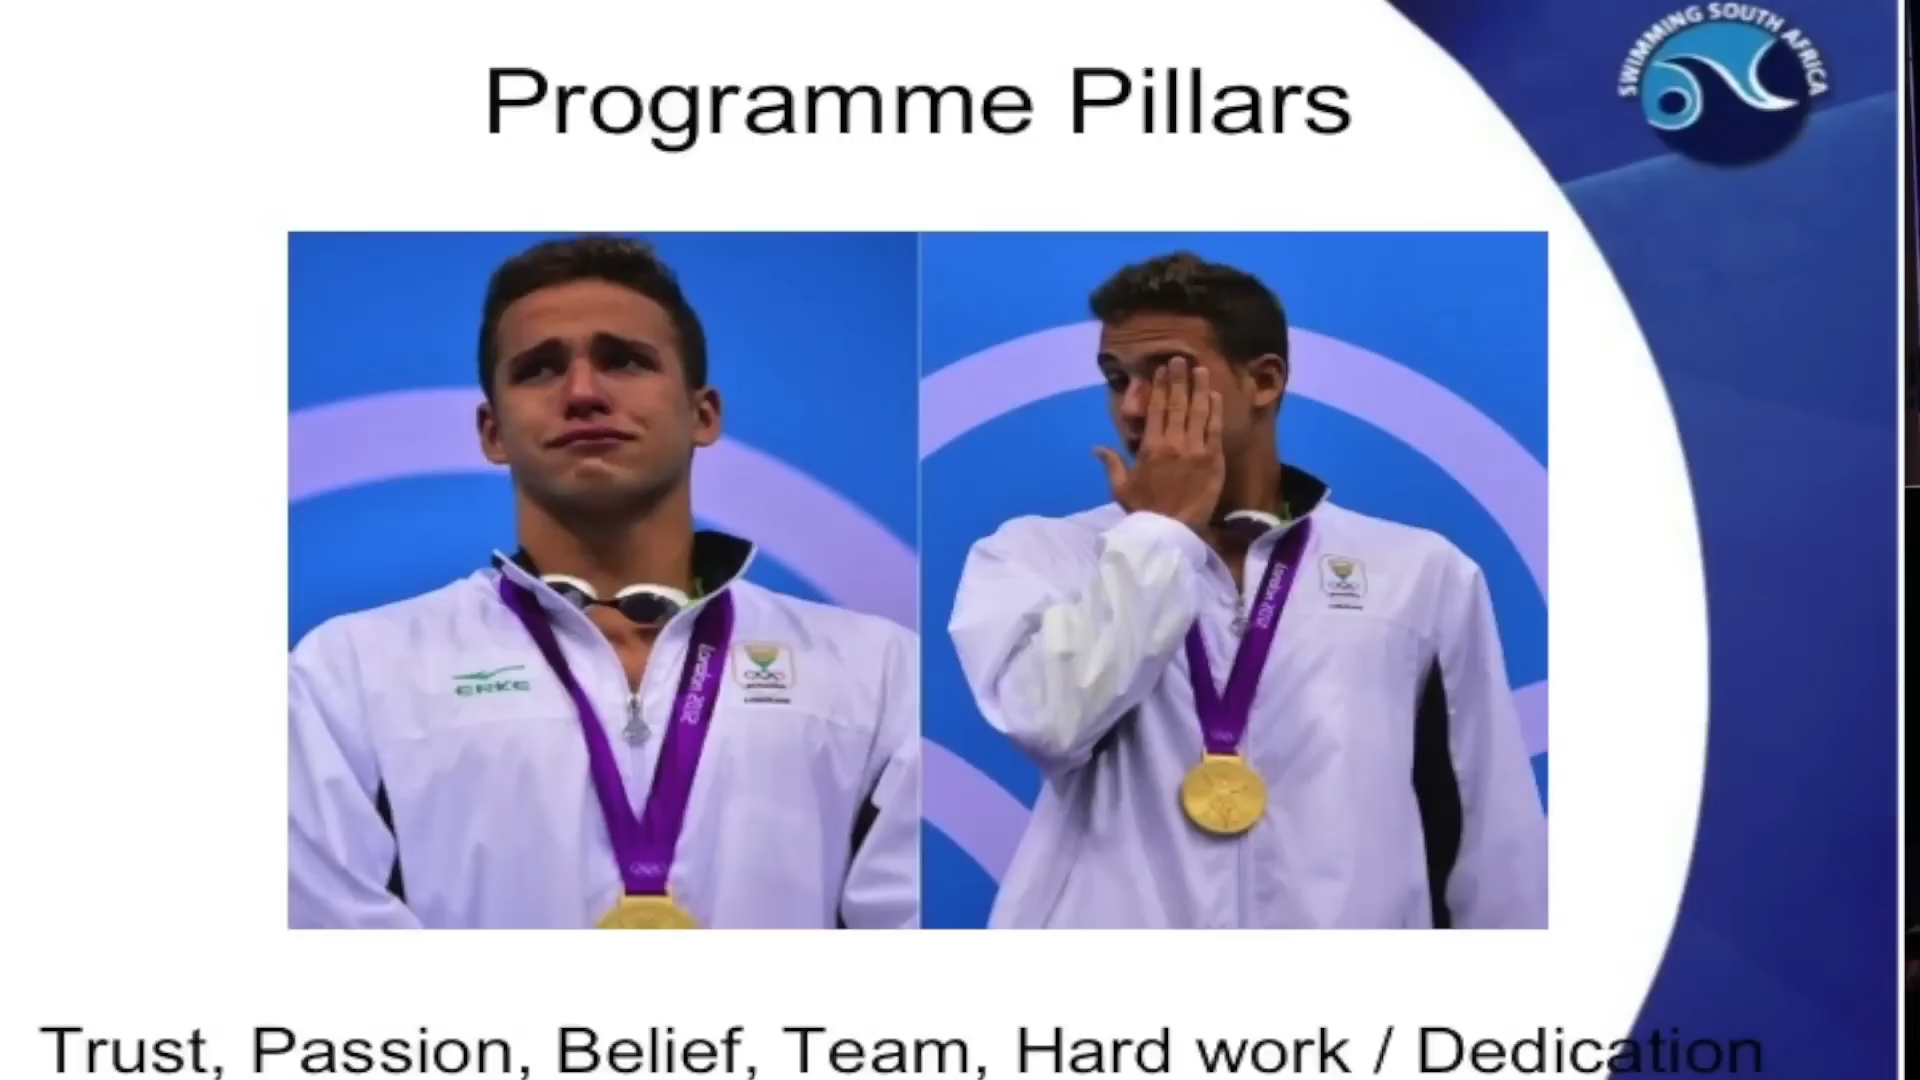 SWIMMING SOUTH AFRICA
Programme Pillars
ERKE
London 2012
London 2012
Trust, Passion, Belief, Team, Hard work / Dedication